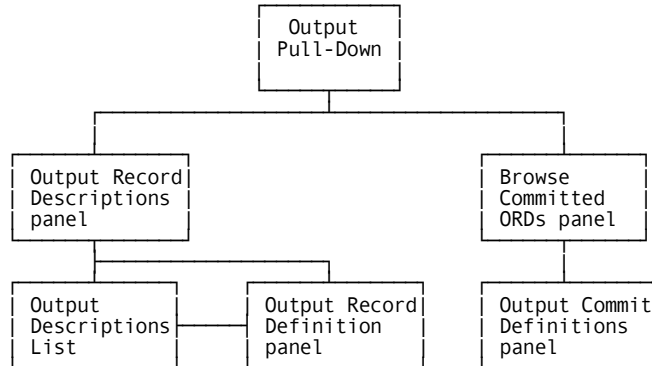 Output
Pull-Down
Output Record
Descriptions
panel
Browse
Committed
ORDs panel
Output
Descriptions
List
Output Record
Definition
panel
Output Commit
Definitions
panel